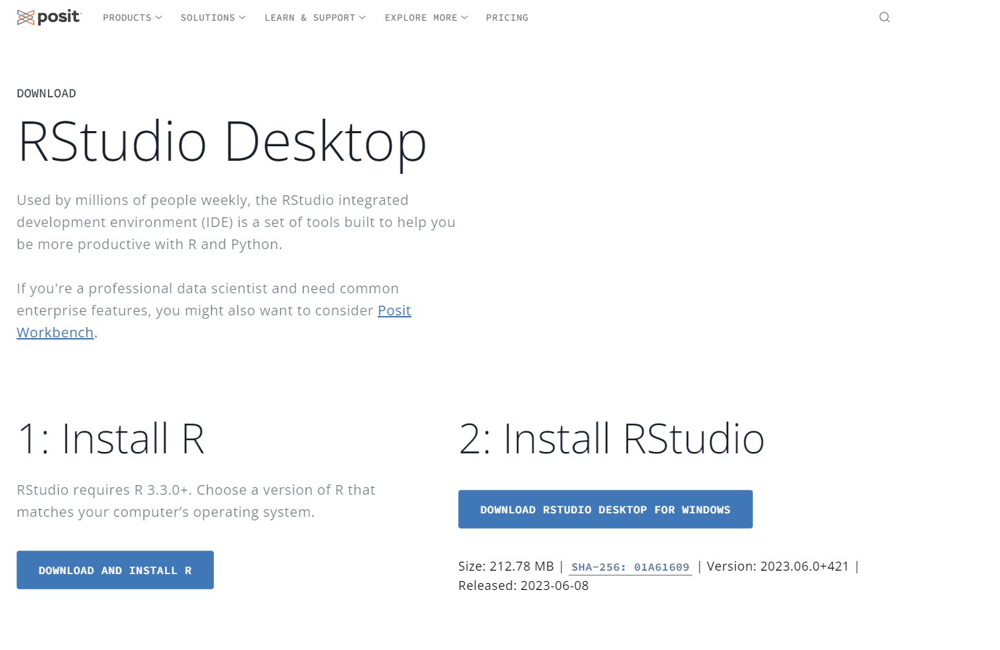 posit
PRODUCTS
SOLUTIONS
LEARN & SUPPORT
EXPLORE MORE
PRICING
DOWNLOAD
RStudio Desktop
Used by millions of people weekly, the RStudio integrated
development environment (IDE) is a set of tools built to help you
be more productive with R and Python.
If you're a professional data scientist and need common
enterprise features, you might also want to consider Posit
Workbench.
1: Install R
RStudio requires R 3.3.0+. Choose a version of R that
matches your computer’s operating system.
DOWNLOAD AND INSTALL R
2: Install RStudio
DOWNLOAD RSTUDIO DESKTOP FOR WINDOWS
Size: 212.78 MB | SHA-256: 01A61609 | Version: 2023.06.0+421 |
Released: 2023-06-08